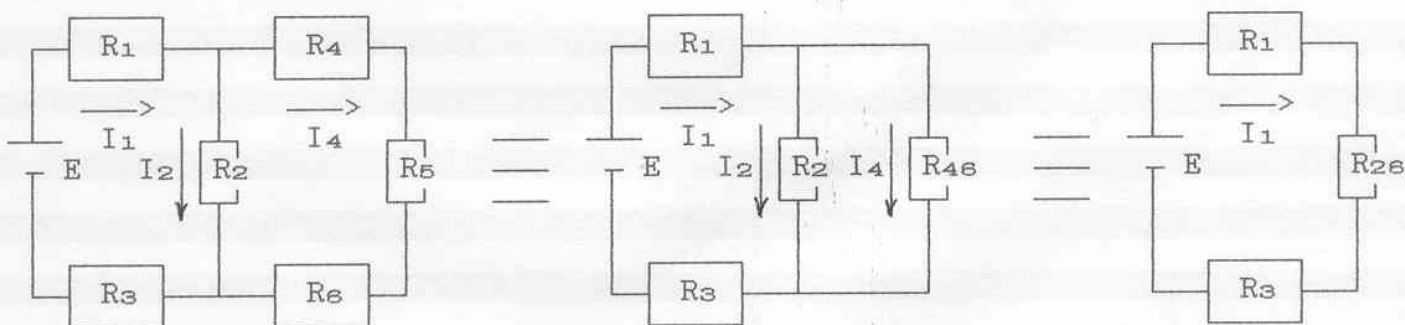 R1 R4 R1 R1
I1 I4 I1 I1
E I2 R2 R5 E I2 R2 I4 R46 E R26
R3 R6 R3 R3